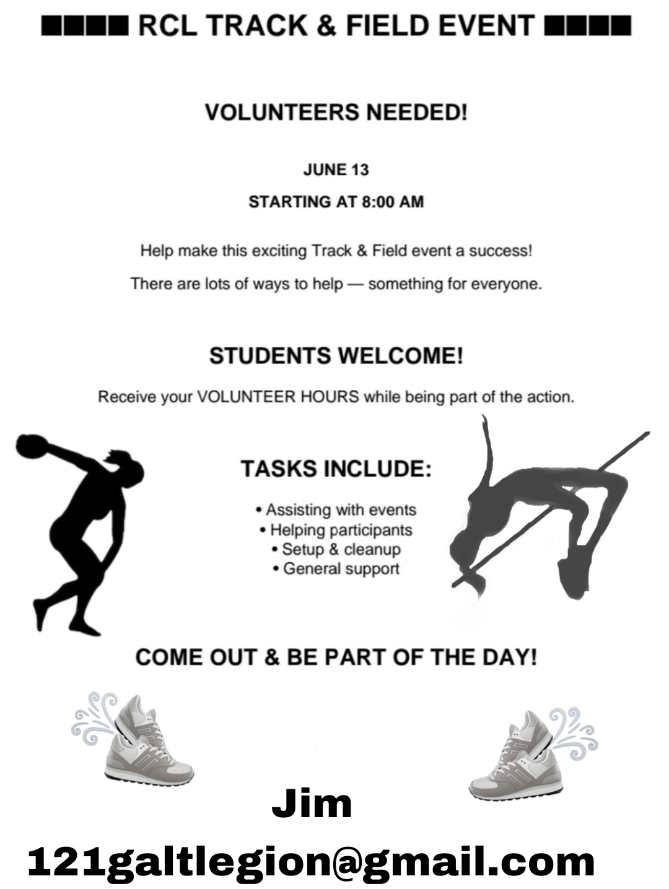 ■■■■ RCL TRACK & FIELD EVENT ■■■■
VOLUNTEERS NEEDED!
JUNE 13
STARTING AT 8:00 AM
Help make this exciting Track & Field event a success!
There are lots of ways to help — something for everyone.
STUDENTS WELCOME!
Receive your VOLUNTEER HOURS while being part of the action.
TASKS INCLUDE:
• Assisting with events
• Helping participants
• Setup & cleanup
• General support
COME OUT & BE PART OF THE DAY!
Jim
121galtlegion@gmail.com